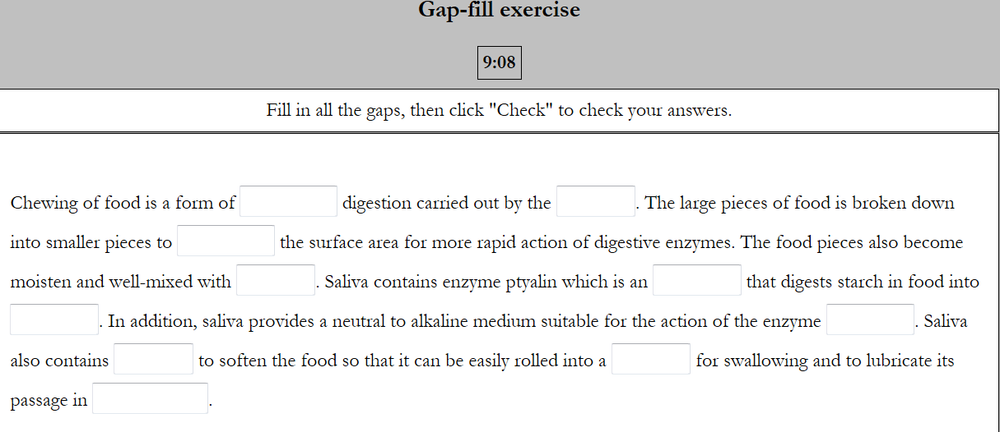 Gap-fill exercise
9:08
Fill in all the gaps, then click "Check" to check your answers.
Chewing of food is a form of digestion carried out by the . The large pieces of food is broken down
into smaller pieces to the surface area for more rapid action of digestive enzymes. The food pieces also become
moisten and well-mixed with . Saliva contains enzyme ptyalin which is an that digests starch in food into
. In addition, saliva provides a neutral to alkaline medium suitable for the action of the enzyme . Saliva
also contains to soften the food so that it can be easily rolled into a for swallowing and to lubricate its
passage in .